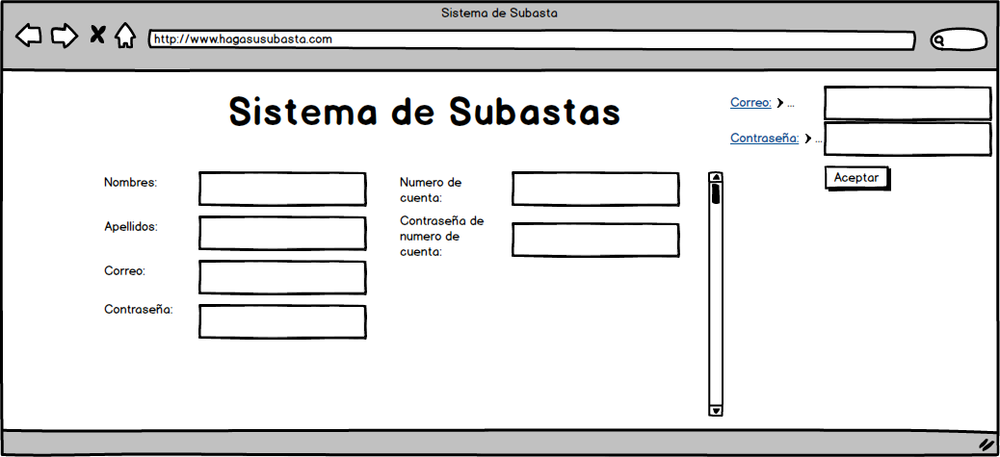 Sistema de Subasta
http://www.hagasusubasta.com
Sistema de Subastas
Correo: ...
Contraseña: ...
Aceptar
Nombres:
Apellidos:
Correo:
Contraseña:
Numero de
cuenta:
Contraseña de
numero de
cuenta: